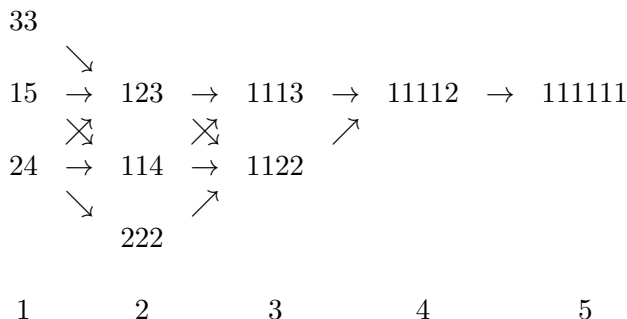 33
↘
15 → 123 → 1113 → 11112 → 111111
↘↗ ↘↗ ↗
24 → 114 → 1122
↘ ↗
222
1 2 3 4 5